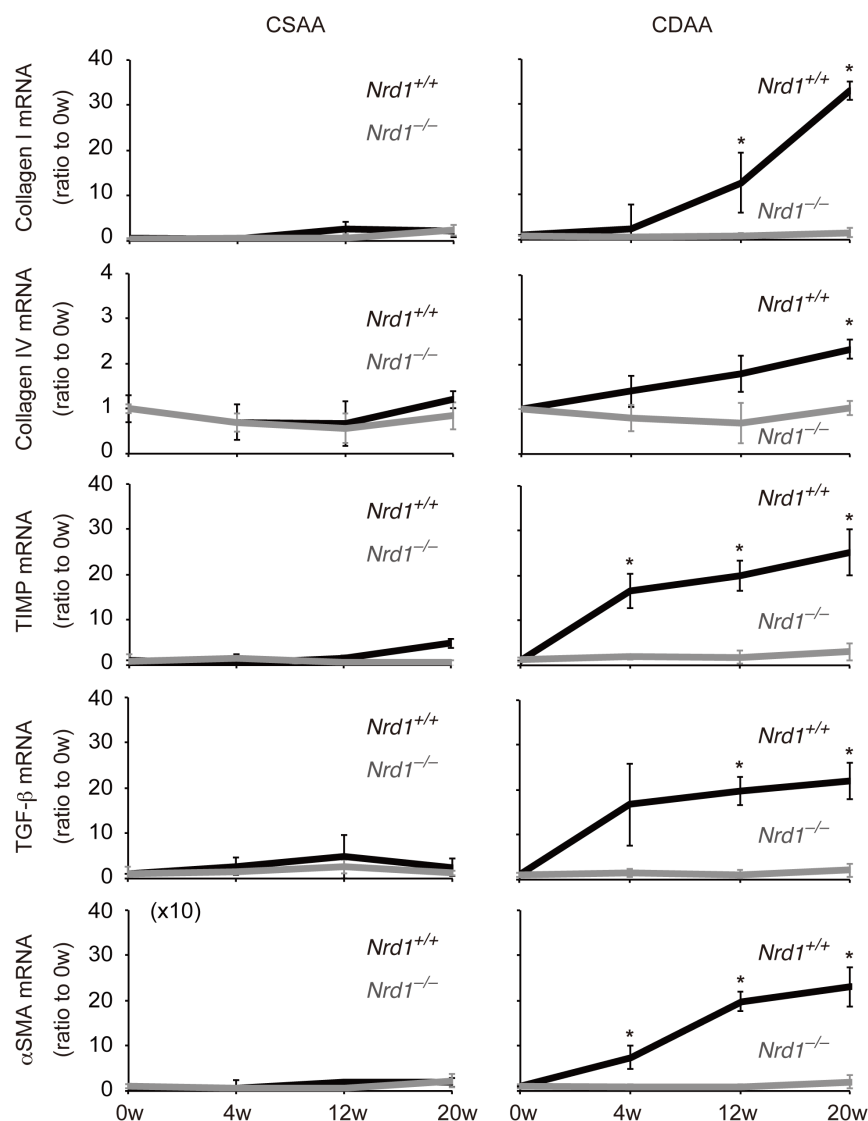 CSAA
CDAA
Collagen I mRNA
(ratio to 0w)
40
30
20
10
0
Nrd1+/+
Nrd1−/−
*
*
Nrd1+/+
Nrd1−/−
Collagen IV mRNA
(ratio to 0w)
4
3
2
1
0
Nrd1+/+
Nrd1−/−
Nrd1+/+
*
Nrd1−/−
TIMP mRNA
(ratio to 0w)
40
30
20
10
0
Nrd1+/+
Nrd1−/−
Nrd1+/+
*
*
*
Nrd1−/−
TGF-β mRNA
(ratio to 0w)
40
30
20
10
0
Nrd1+/+
Nrd1−/−
Nrd1+/+
*
*
Nrd1−/−
αSMA mRNA
(ratio to 0w)
40
30
20
10
0
(x10)
Nrd1+/+
Nrd1−/−
Nrd1+/+
*
*
*
Nrd1−/−
0w 4w 12w 20w
0w 4w 12w 20w